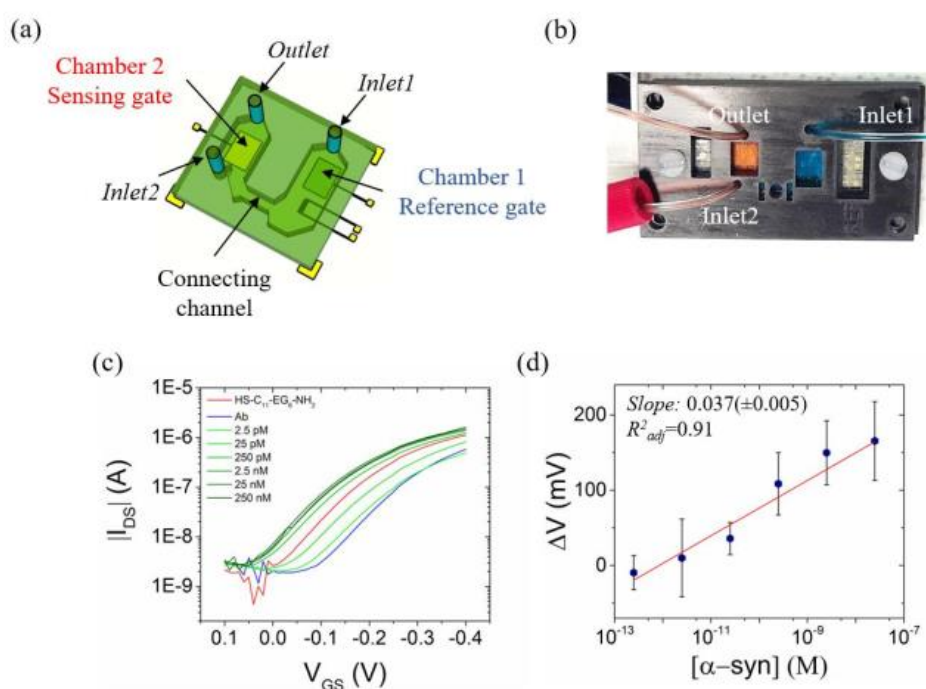 (a)
Outlet
Chamber 2
Sensing gate
Inlet1
Inlet2
Chamber 1
Reference gate
Connecting
channel
(b)
Outlet
Inlet1
Inlet2
(c)
1E-5
1E-6
1E-7
1E-8
1E-9
|I_DS| (A)
HS-C₁₁-EG₆-NH₂
Ab
2.5 pM
25 pM
250 pM
2.5 nM
25 nM
250 nM
0.1 0.0 -0.1 -0.2 -0.3 -0.4
V_GS (V)
(d)
Slope: 0.037(±0.005)
R²adj=0.91
200
100
0
ΔV (mV)
10⁻¹³ 10⁻¹¹ 10⁻⁹ 10⁻⁷
[α–syn] (M)